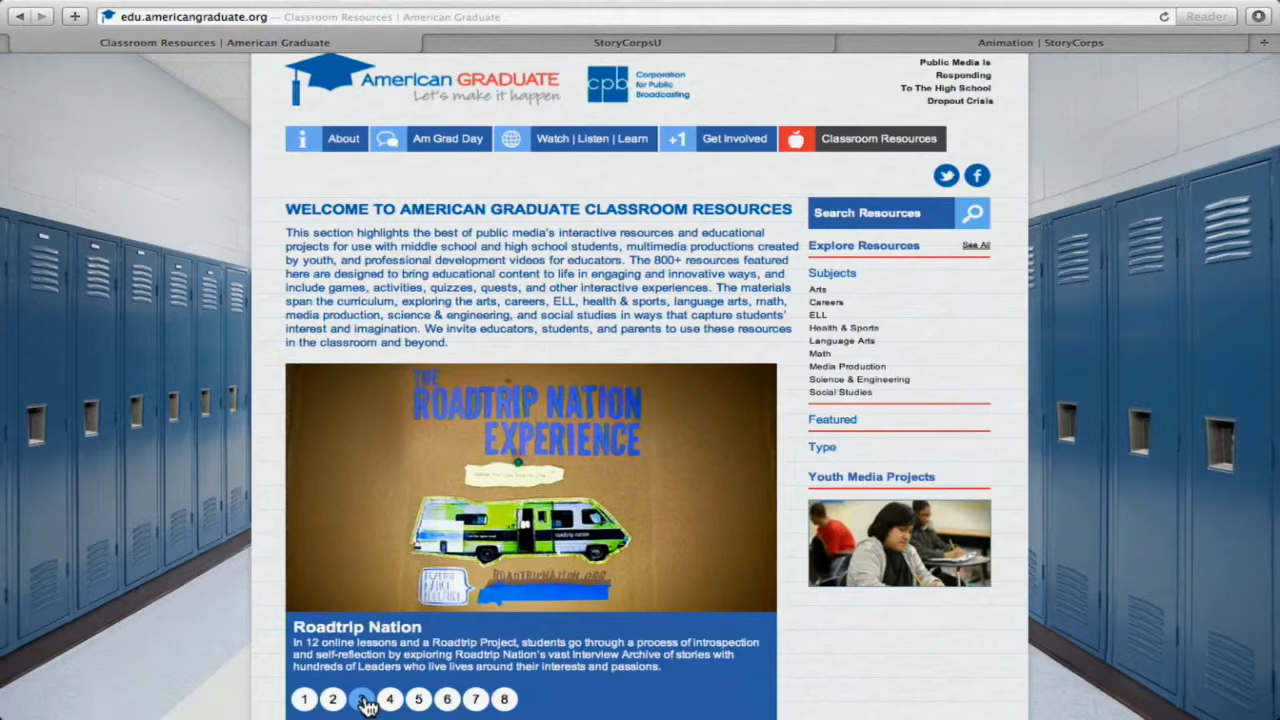 edu.americangraduate.org — Classroom Resources | American Graduate
Reader
Classroom Resources | American Graduate
StoryCorpsU
Animation | StoryCorps
American GRADUATE
Let's make it happen
cpb
Corporation
for Public
Broadcasting
Public Media Is
Responding
To The High School
Dropout Crisis
About
Am Grad Day
Watch | Listen | Learn
+1 Get Involved
Classroom Resources
WELCOME TO AMERICAN GRADUATE CLASSROOM RESOURCES
This section highlights the best of public media's interactive resources and educational
projects for use with middle school and high school students, multimedia productions created
by youth, and professional development videos for educators. The 800+ resources featured
here are designed to bring educational content to life in engaging and innovative ways, and
include games, activities, quizzes, quests, and other interactive experiences. The materials
span the curriculum, exploring the arts, careers, ELL, health & sports, language arts, math,
media production, science & engineering, and social studies in ways that capture students'
interest and imagination. We invite educators, students, and parents to use these resources
in the classroom and beyond.
Search Resources
Explore Resources See All
Subjects
Arts
Careers
ELL
Health & Sports
Language Arts
Math
Media Production
Science & Engineering
Social Studies
Featured
Type
Youth Media Projects
THE
ROADTRIP NATION
EXPERIENCE
roadtrip nation
ROADTRIPNATION.ORG
Roadtrip Nation
In 12 online lessons and a Roadtrip Project, students go through a process of introspection
and self-reflection by exploring Roadtrip Nation's vast Interview Archive of stories with
hundreds of Leaders who live lives around their interests and passions.
1 2 3 4 5 6 7 8